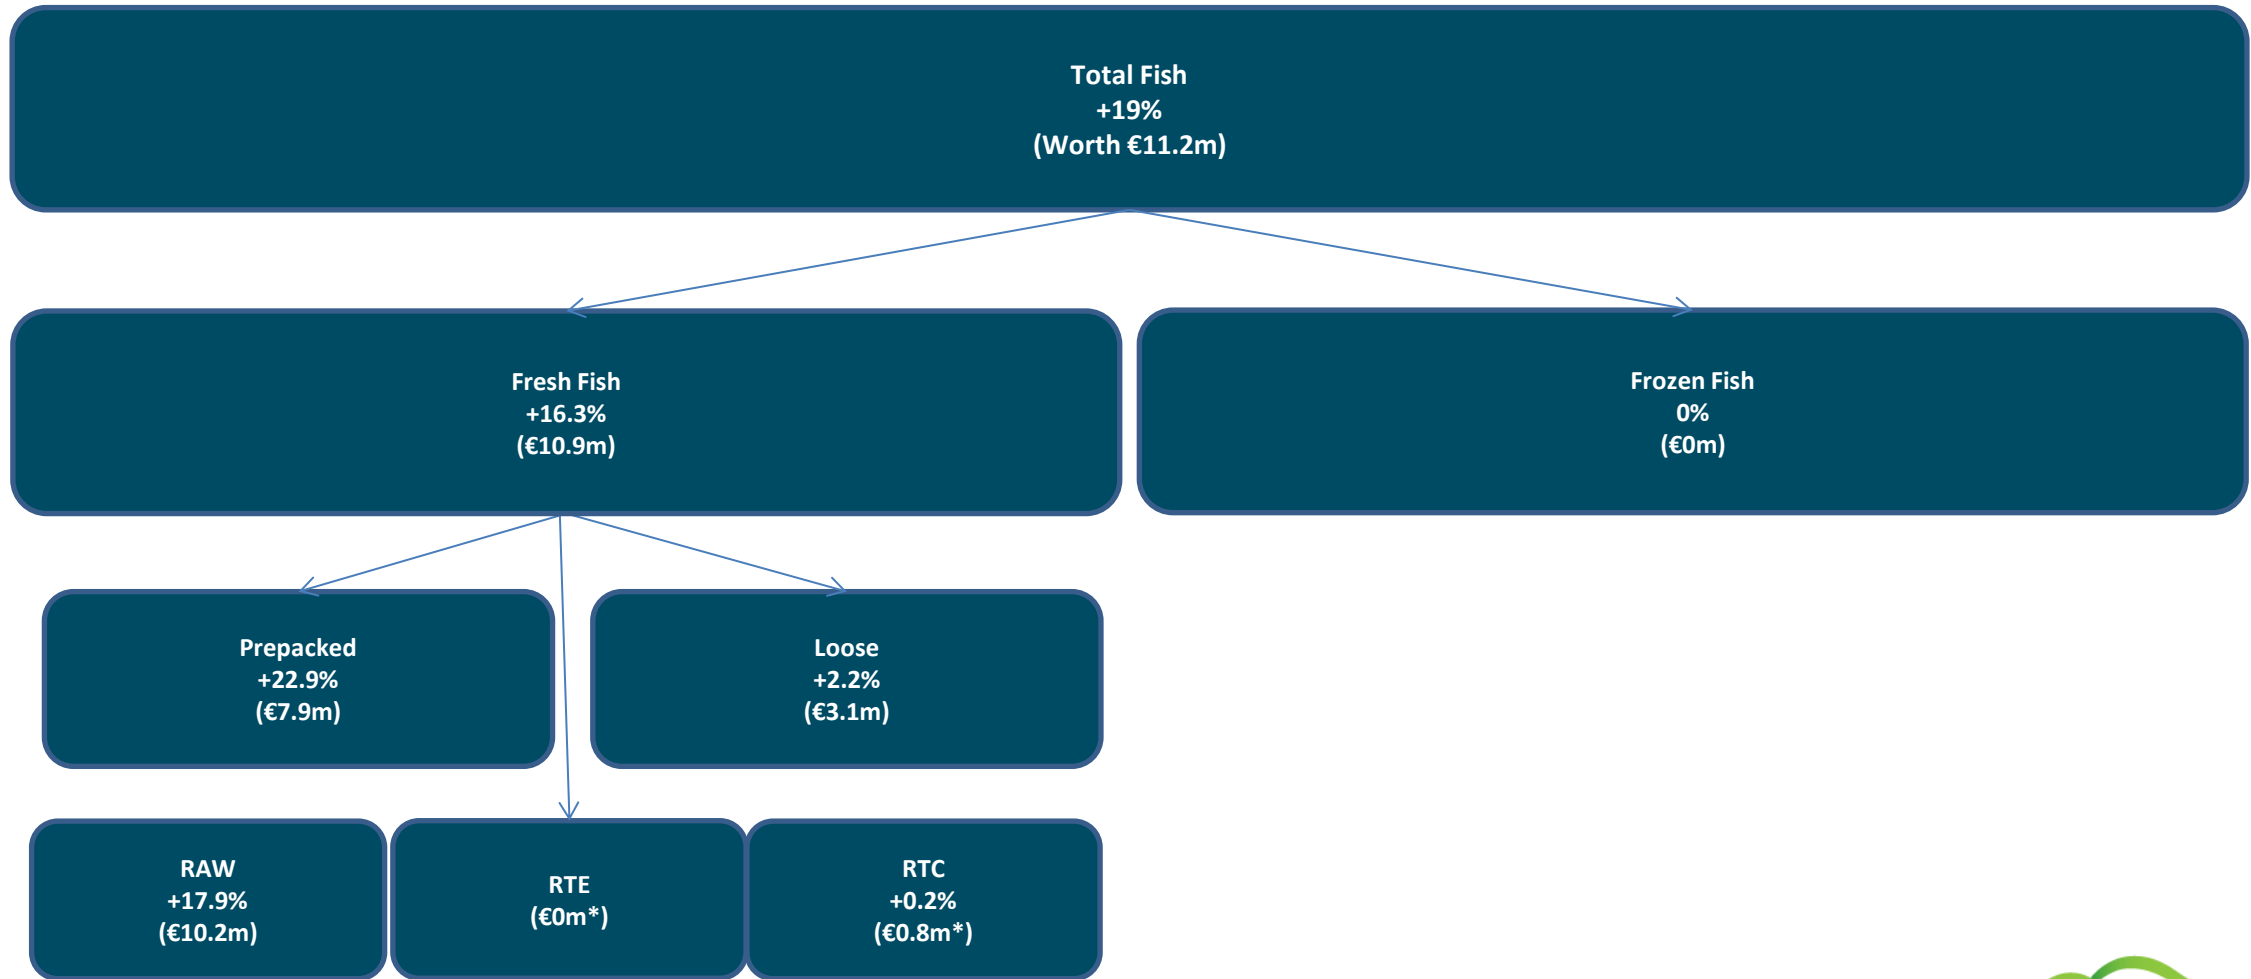 Total Fish
+19%
(Worth €11.2m)
Fresh Fish
+16.3%
(€10.9m)
Frozen Fish
0%
(€0m)
Prepacked
+22.9%
(€7.9m)
Loose
+2.2%
(€3.1m)
RAW
+17.9%
(€10.2m)
RTE
(€0m*)
RTC
+0.2%
(€0.8m*)